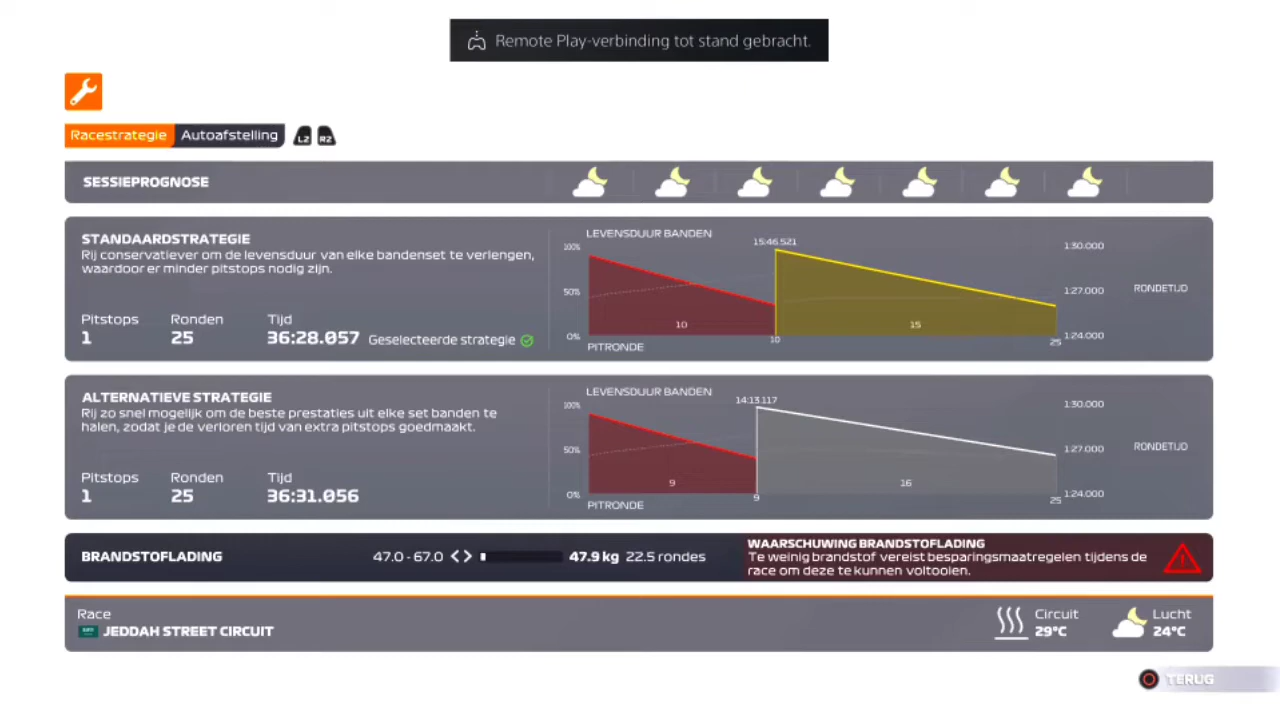 Remote Play-verbinding tot stand gebracht.
Racestrategie Autoafstelling L2 R2
SESSIEPROGNOSE
STANDAARDSTRATEGIE
Rij conservatiever om de levensduur van elke bandenset te verlengen,
waardoor er minder pitstops nodig zijn.
Pitstops Ronden Tijd
1 25 36:28.057 Geselecteerde strategie
LEVENSDUUR BANDEN
100%
50%
0%
15:46.521
10 15
10 25
PITRONDE
1:30.000
1:27.000
1:24.000
RONDETIJD
ALTERNATIEVE STRATEGIE
Rij zo snel mogelijk om de beste prestaties uit elke set banden te
halen, zodat je de verloren tijd van extra pitstops goedmaakt.
Pitstops Ronden Tijd
1 25 36:31.056
LEVENSDUUR BANDEN
100%
50%
0%
14:13.117
9 16
9 25
PITRONDE
1:30.000
1:27.000
1:24.000
RONDETIJD
BRANDSTOFLADING 47.0 - 67.0 <> 47.9 kg 22.5 rondes
WAARSCHUWING BRANDSTOFLADING
Te weinig brandstof vereist besparingsmaatregelen tijdens de
race om deze te kunnen voltooien.
Race
JEDDAH STREET CIRCUIT
Circuit
29°C
Lucht
24°C
TERUG